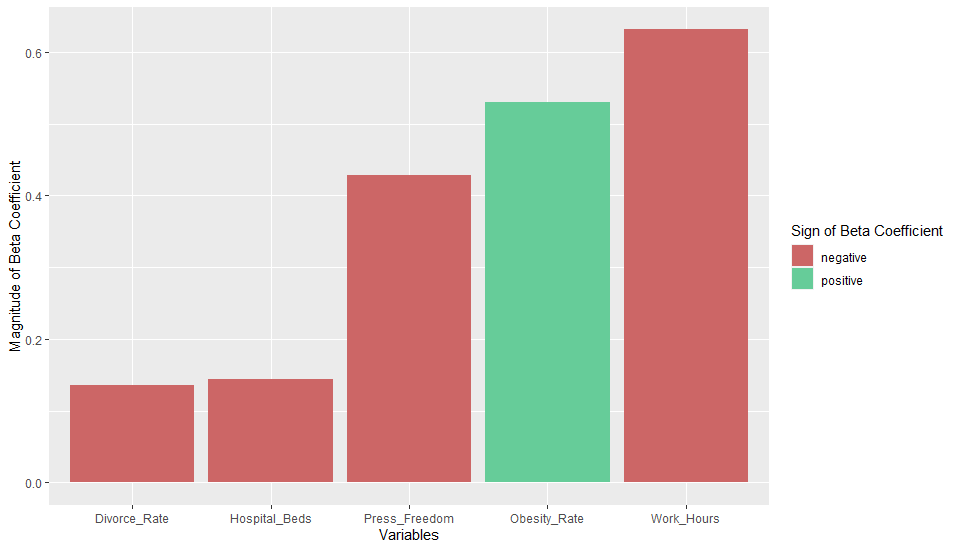 Magnitude of Beta Coefficient
0.6
0.4
0.2
0.0
Divorce_Rate
Hospital_Beds
Press_Freedom
Obesity_Rate
Work_Hours
Variables
Sign of Beta Coefficient
negative
positive